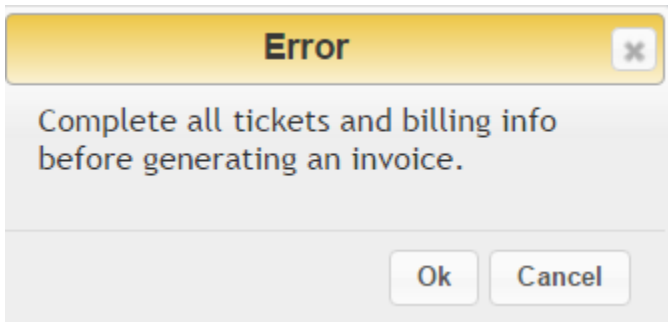 Error
Complete all tickets and billing info
before generating an invoice.
Ok
Cancel